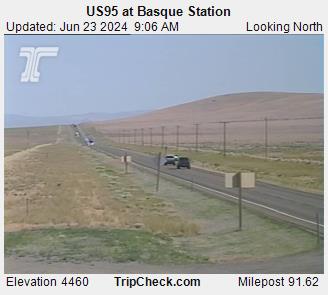 US95 at Basque Station
Updated: Jun 23 2024 9:06 AM Looking North
Elevation 4460 TripCheck.com Milepost 91.62